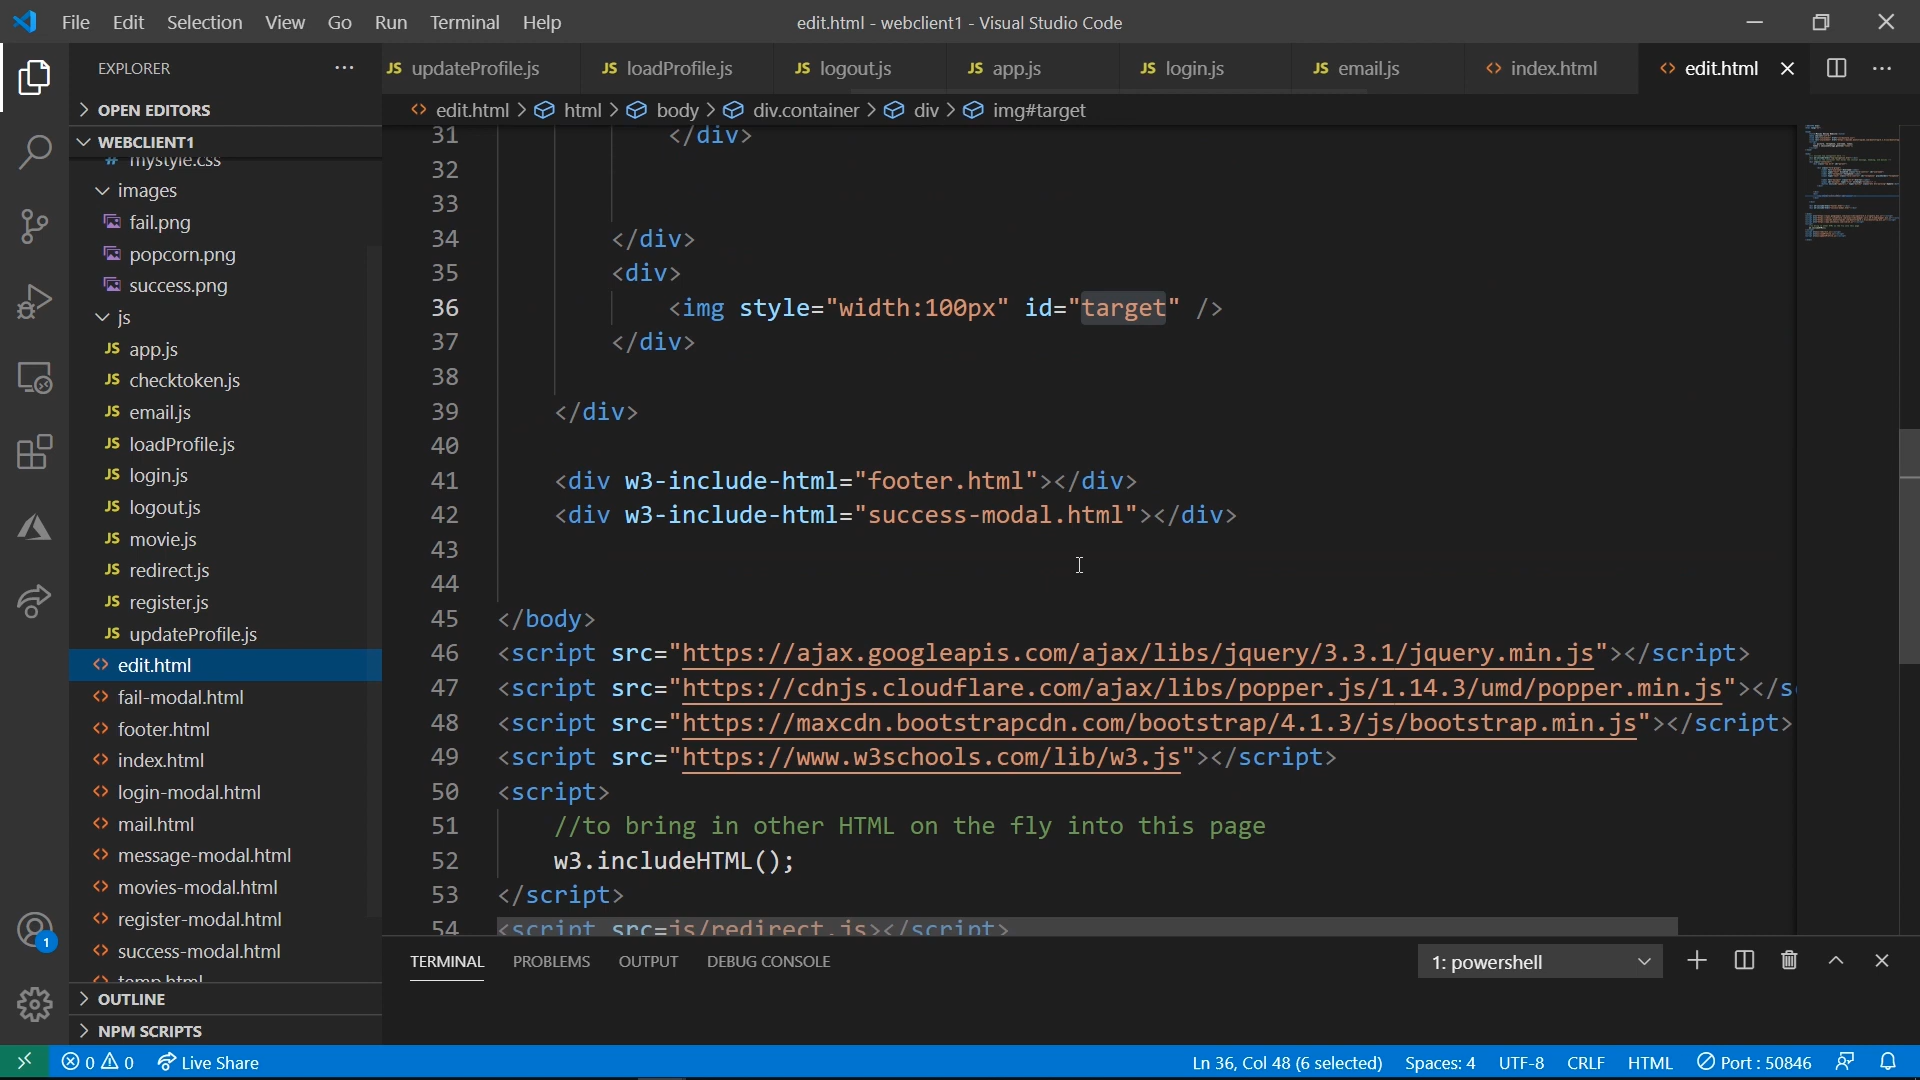 File Edit Selection View Go Run Terminal Help
edit.html - webclient1 - Visual Studio Code
EXPLORER
JS updateProfile.js
JS loadProfile.js
JS logout.js
JS app.js
JS login.js
JS email.js
<> index.html
<> edit.html
OPEN EDITORS
<> edit.html > html > body > div.container > div > img#target
WEBCLIENT1
# mystyle.css
images
fail.png
popcorn.png
success.png
js
JS app.js
JS checktoken.js
JS email.js
JS loadProfile.js
JS login.js
JS logout.js
JS movie.js
JS redirect.js
JS register.js
JS updateProfile.js
<> edit.html
<> fail-modal.html
<> footer.html
<> index.html
<> login-modal.html
<> mail.html
<> message-modal.html
<> movies-modal.html
<> register-modal.html
<> success-modal.html
<> temp.html
OUTLINE
NPM SCRIPTS
31 </div>
32
33
34 </div>
35 <div>
36 <img style="width:100px" id="target" />
37 </div>
38
39 </div>
40
41 <div w3-include-html="footer.html"></div>
42 <div w3-include-html="success-modal.html"></div>
43
44
45 </body>
46 <script src="https://ajax.googleapis.com/ajax/libs/jquery/3.3.1/jquery.min.js"></script>
47 <script src="https://cdnjs.cloudflare.com/ajax/libs/popper.js/1.14.3/umd/popper.min.js"></s
48 <script src="https://maxcdn.bootstrapcdn.com/bootstrap/4.1.3/js/bootstrap.min.js"></script>
49 <script src="https://www.w3schools.com/lib/w3.js"></script>
50 <script>
51 //to bring in other HTML on the fly into this page
52 w3.includeHTML();
53 </script>
54 <script src=js/redirect.js></script>
TERMINAL PROBLEMS OUTPUT DEBUG CONSOLE
1: powershell
1
0 0 Live Share
Ln 36, Col 48 (6 selected) Spaces: 4 UTF-8 CRLF HTML Port : 50846